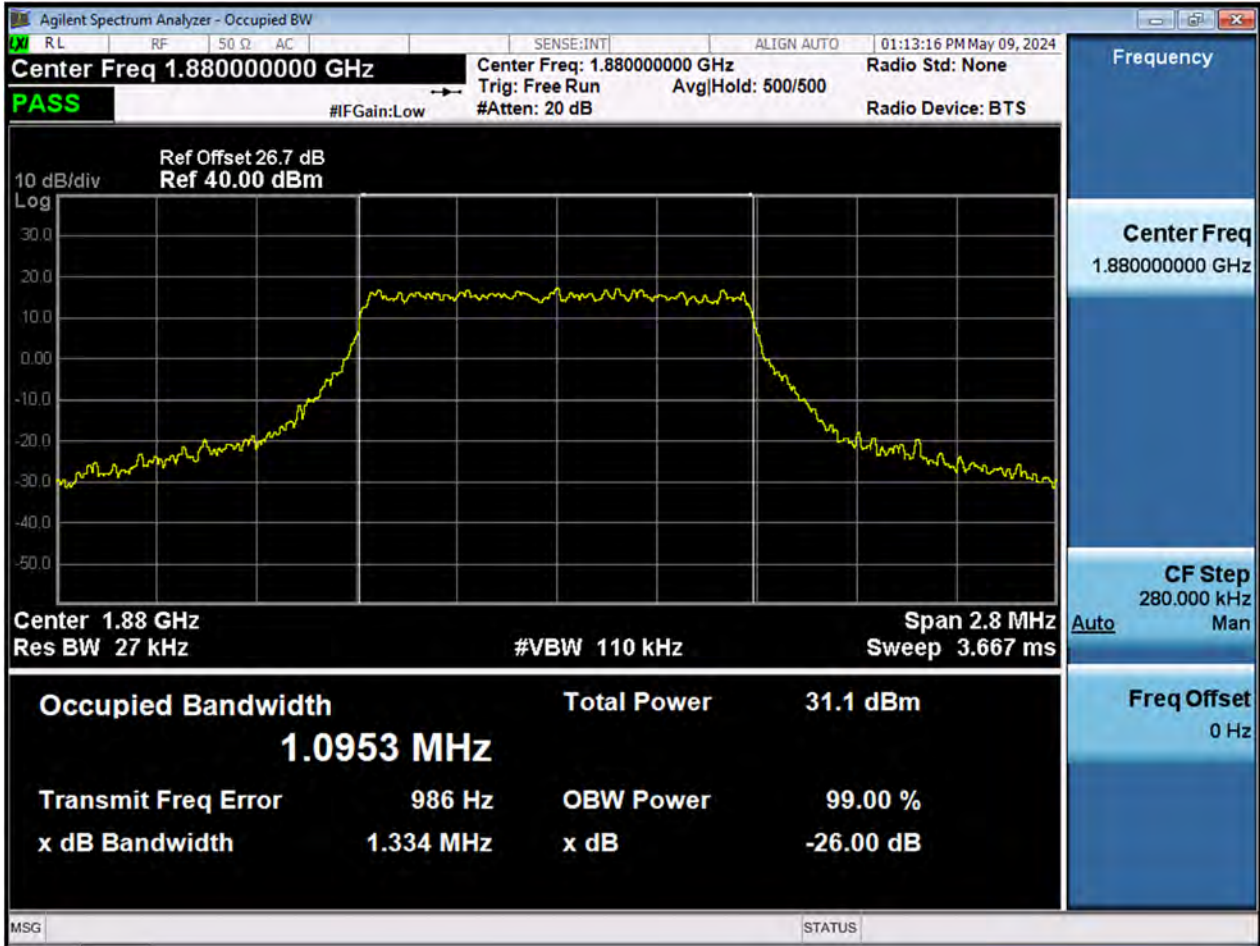 Agilent Spectrum Analyzer - Occupied BW
LXI RL RF 50 Ω AC SENSE:INT ALIGN AUTO 01:13:16 PM May 09, 2024
Center Freq 1.880000000 GHz
Center Freq: 1.880000000 GHz
Radio Std: None
Trig: Free Run Avg|Hold: 500/500
PASS
#IFGain:Low
#Atten: 20 dB
Radio Device: BTS
Ref Offset 26.7 dB
10 dB/div Ref 40.00 dBm
Log
30.0
20.0
10.0
0.00
-10.0
-20.0
-30.0
-40.0
-50.0
Center 1.88 GHz Span 2.8 MHz
Res BW 27 kHz #VBW 110 kHz Sweep 3.667 ms
Occupied Bandwidth Total Power 31.1 dBm
1.0953 MHz
Transmit Freq Error 986 Hz OBW Power 99.00 %
x dB Bandwidth 1.334 MHz x dB -26.00 dB
MSG STATUS
Frequency
Center Freq
1.880000000 GHz
CF Step
280.000 kHz
Auto Man
Freq Offset
0 Hz